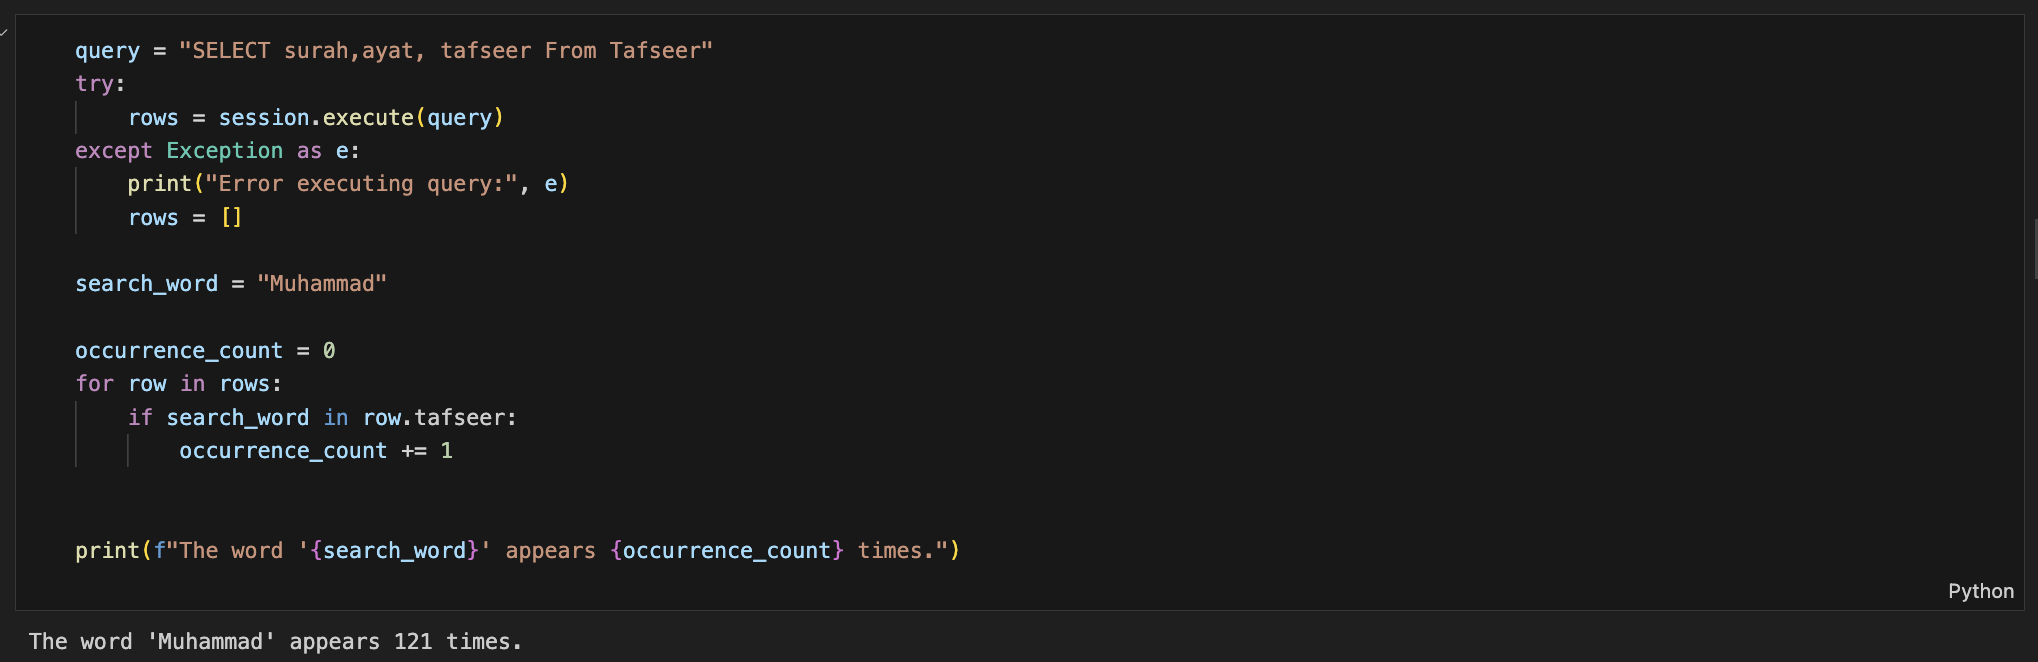 query = "SELECT surah,ayat, tafseer From Tafseer"
try:
    rows = session.execute(query)
except Exception as e:
    print("Error executing query:", e)
    rows = []
search_word = "Muhammad"
occurrence_count = 0
for row in rows:
    if search_word in row.tafseer:
        occurrence_count += 1
print(f"The word '{search_word}' appears {occurrence_count} times.")
Python
The word 'Muhammad' appears 121 times.